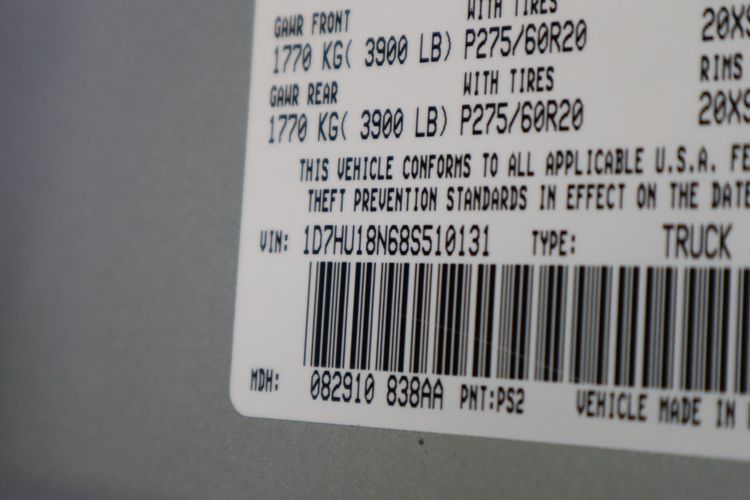 GAWR FRONT WITH TIRES
1770 KG( 3900 LB) P275/60R20 20XS
GAWR REAR WITH TIRES RIMS
1770 KG( 3900 LB) P275/60R20 20XS
THIS VEHICLE CONFORMS TO ALL APPLICABLE U.S.A. FE
THEFT PREVENTION STANDARDS IN EFFECT ON THE DATE
VIN: 1D7HU18N68S510131 TYPE: TRUCK
MDH: 082910 838AA PNT:PS2 VEHICLE MADE IN